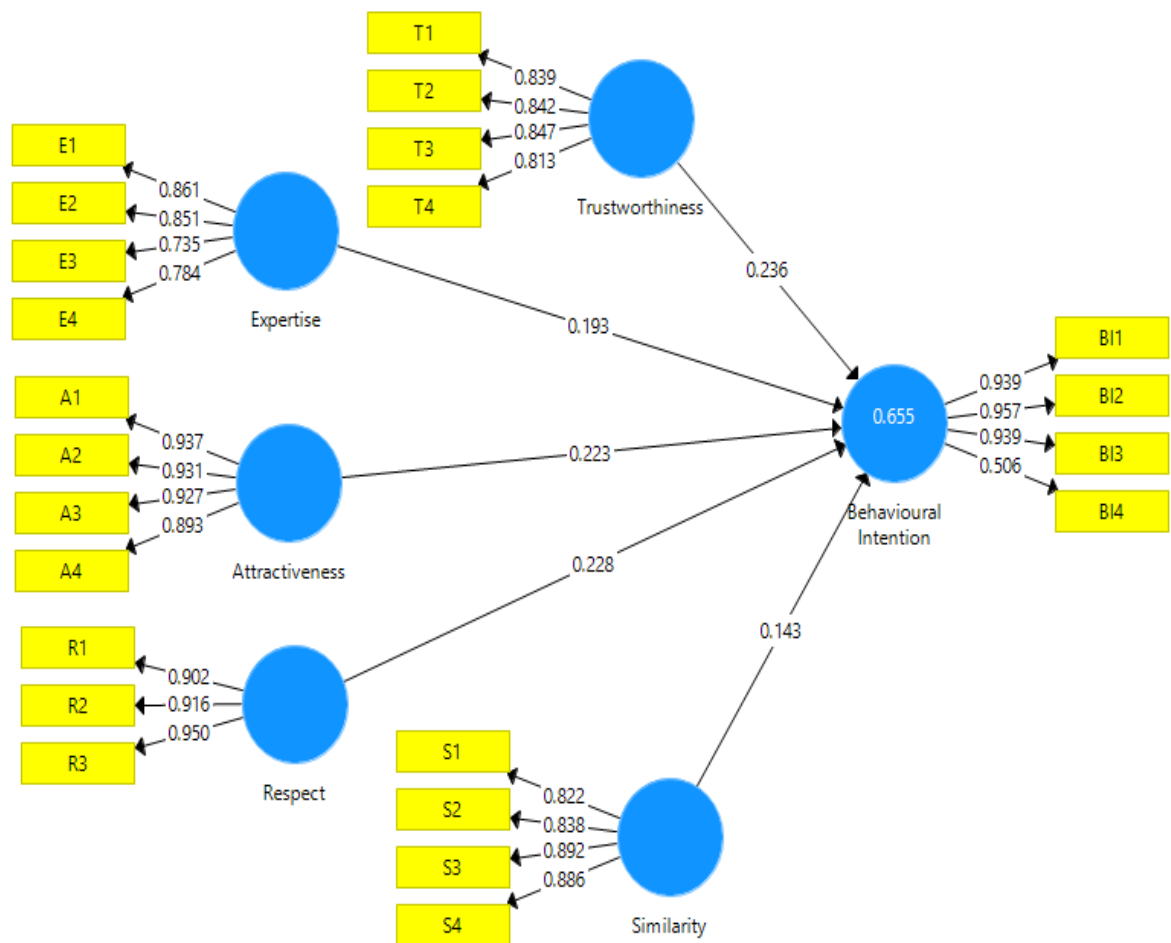 T1
0.839
T2
0.842
T3
0.847
0.813
T4
Trustworthiness
0.236
E1
0.861
E2
0.851
E3
0.735
0.784
E4
Expertise
0.193
A1
0.937
A2
0.931
A3
0.927
0.893
A4
Attractiveness
0.223
R1
0.902
R2
0.916
R3
0.950
Respect
0.228
S1
0.822
S2
0.838
S3
0.892
0.886
S4
Similarity
0.143
0.655
Behavioural
Intention
BI1
0.939
BI2
0.957
0.939
BI3
0.506
BI4